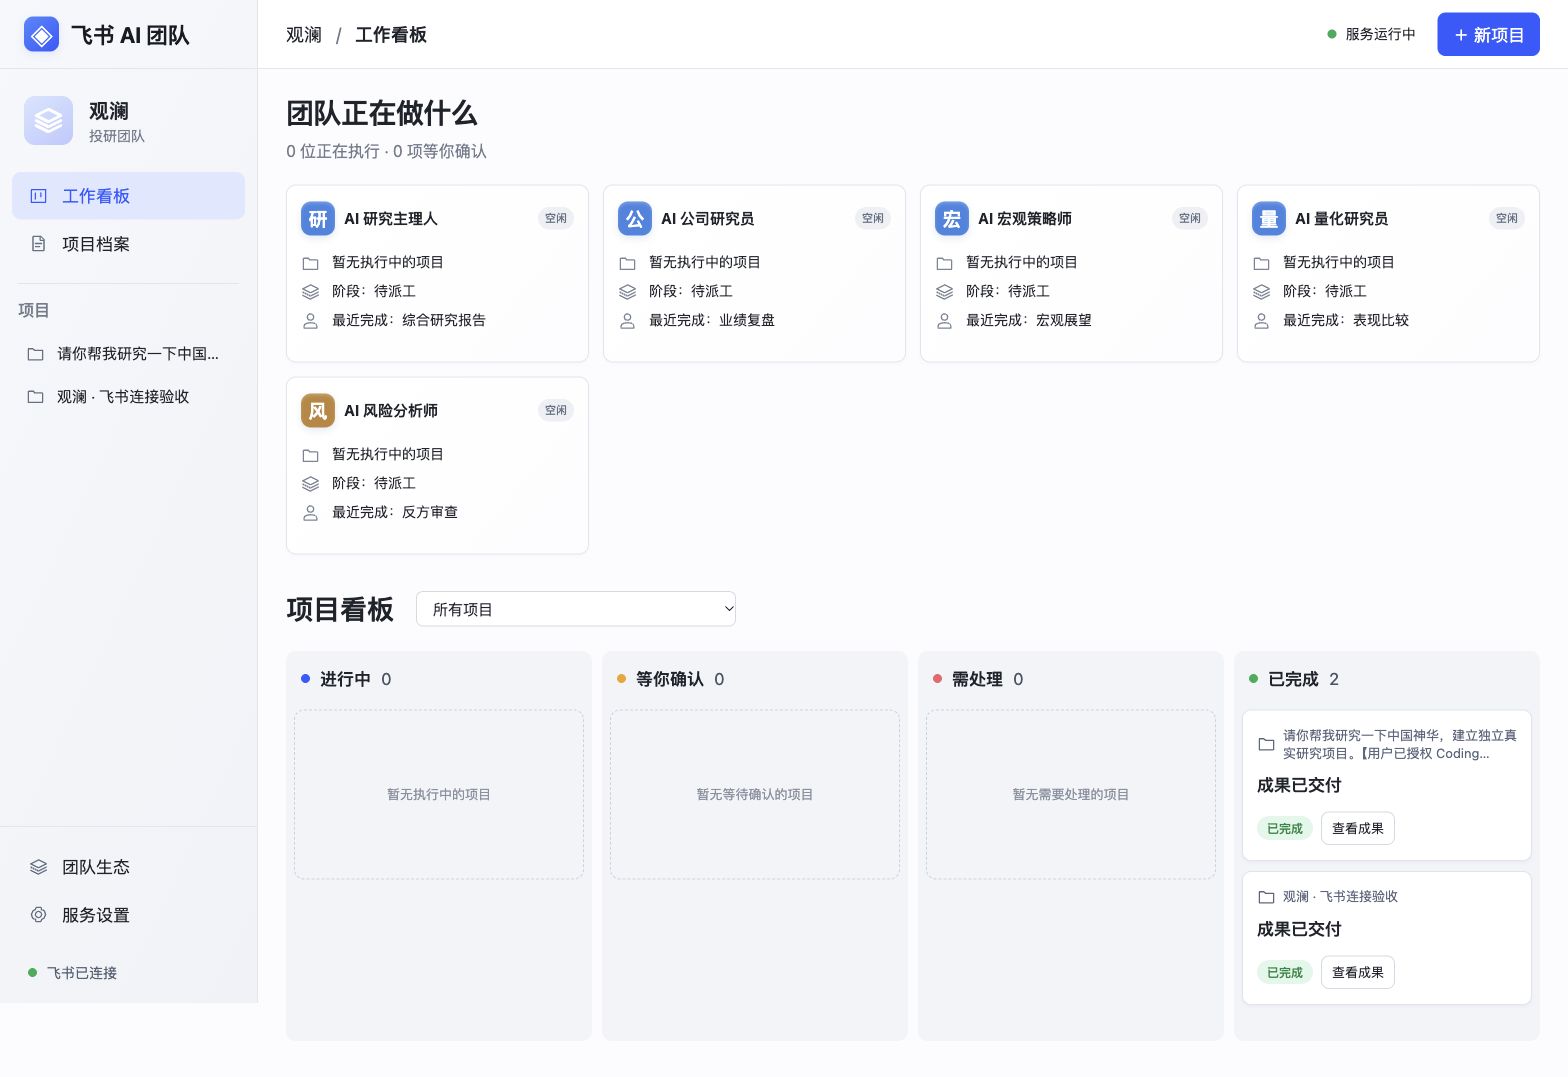 飞书 AI 团队
观澜 / 工作看板
服务运行中
+ 新项目
观澜
投研团队
工作看板
项目档案
项目
请你帮我研究一下中国...
观澜 · 飞书连接验收
团队生态
服务设置
飞书已连接
团队正在做什么
0 位正在执行 · 0 项等你确认
研 AI 研究主理人 空闲
暂无执行中的项目
阶段：待派工
最近完成：综合研究报告
公 AI 公司研究员 空闲
暂无执行中的项目
阶段：待派工
最近完成：业绩复盘
宏 AI 宏观策略师 空闲
暂无执行中的项目
阶段：待派工
最近完成：宏观展望
量 AI 量化研究员 空闲
暂无执行中的项目
阶段：待派工
最近完成：表现比较
风 AI 风险分析师 空闲
暂无执行中的项目
阶段：待派工
最近完成：反方审查
项目看板
所有项目
进行中 0
暂无执行中的项目
等你确认 0
暂无等待确认的项目
需处理 0
暂无需要处理的项目
已完成 2
请你帮我研究一下中国神华，建立独立真
实研究项目。【用户已授权 Coding...
成果已交付
已完成 查看成果
观澜 · 飞书连接验收
成果已交付
已完成 查看成果